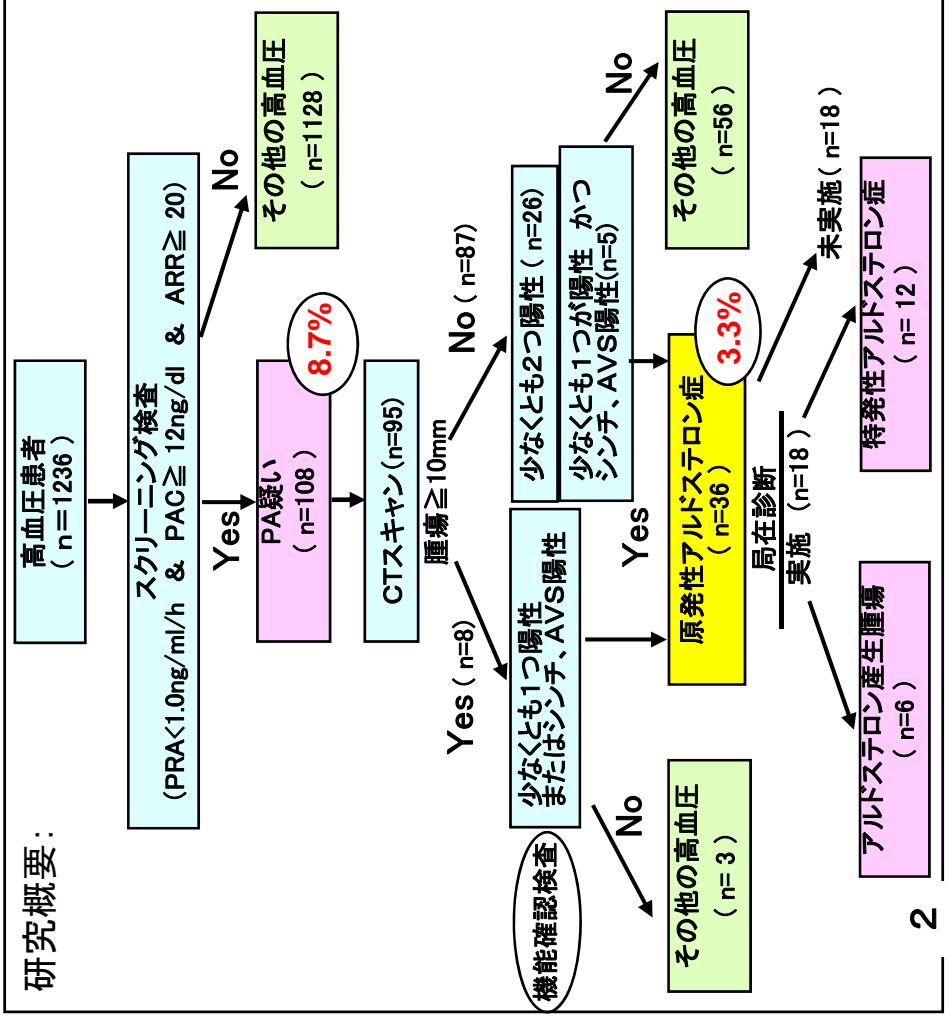 研究概要:
高血圧患者
( n=1236 )
スクリーニング検査
(PRA<1.0ng/ml/h & PAC≧12ng/dl & ARR≧20)
No
その他の高血圧
( n=1128 )
Yes
PA疑い
( n=108 )
8.7%
CTスキャン(n=95)
腫瘍≧10mm
Yes ( n=8)
No ( n=87)
機能確認検査
少なくとも1つ陽性
またはシンチ、AVS陽性
少なくとも2つ陽性 ( n=26)
少なくとも1つが陽性 かつ
シンチ、AVS陽性(n=5)
No
その他の高血圧
( n= 3 )
Yes
No
その他の高血圧
( n=56 )
原発性アルドステロン症
( n=36 )
3.3%
局在診断
実施 (n=18 )
未実施( n=18 )
アルドステロン産生腫瘍
( n=6 )
特発性アルドステロン症
( n= 12 )
2